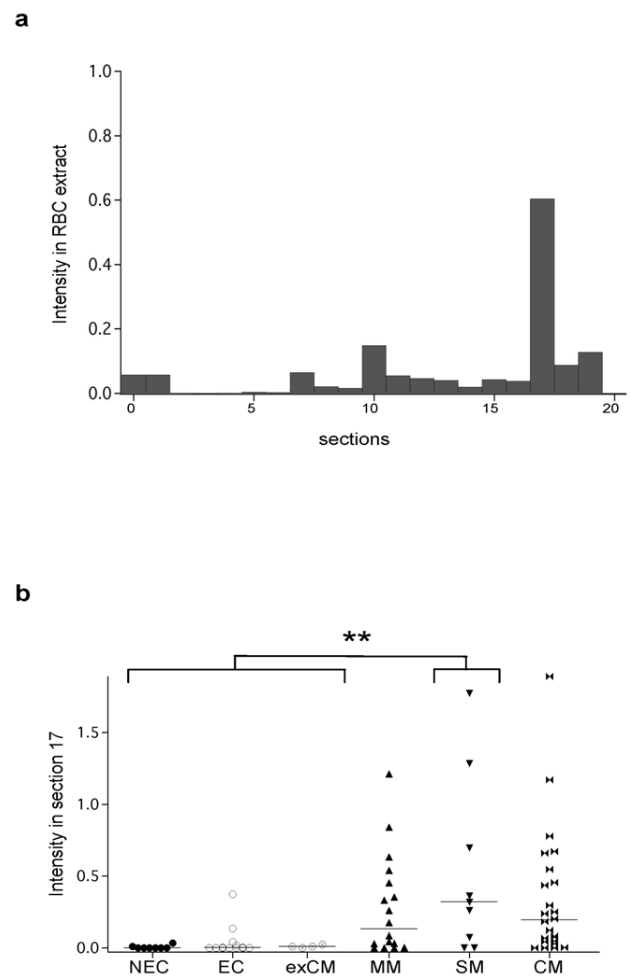 a
1.0
0.8
0.6
0.4
0.2
0.0
Intensity in RBC extract
0 5 10 15 20
sections
b
**
1.5
1.0
0.5
0.0
Intensity in section 17
NEC EC exCM MM SM CM